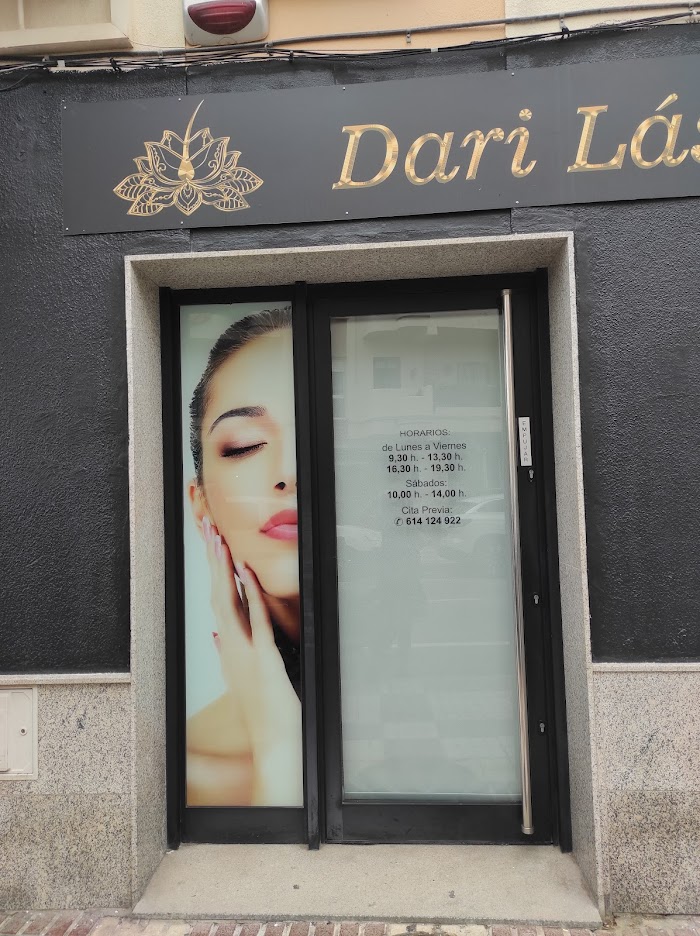 Dari Lás
HORARIOS:
de Lunes a Viernes
9,30 h. - 13,30 h.
16,30 h. - 19,30 h.
Sábados:
10,00 h. - 14,00 h.
Cita Previa:
✆ 614 124 922
EMPUJAR